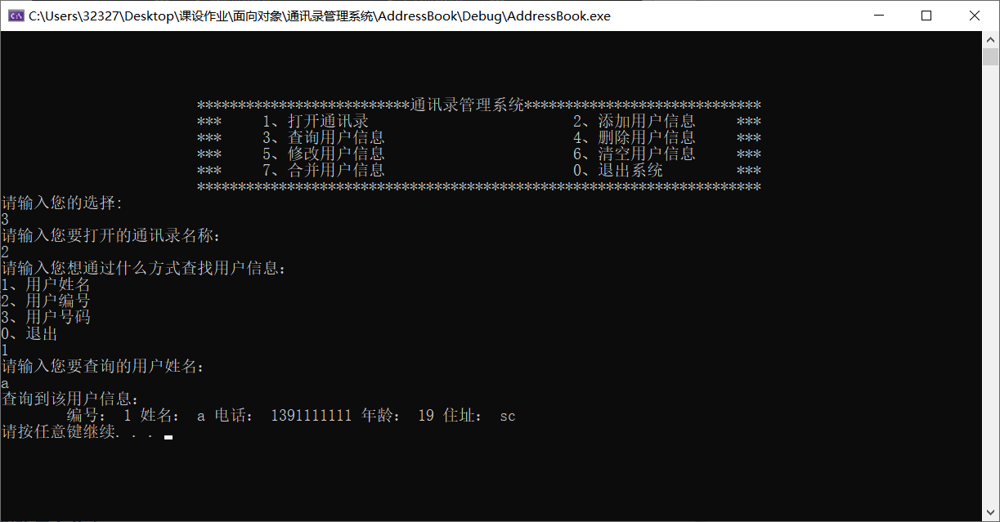 C:\Users\32327\Desktop\课设作业\面向对象\通讯录管理系统\AddressBook\Debug\AddressBook.exe
**************************通讯录管理系统*****************************
*** 1、打开通讯录 2、添加用户信息 ***
*** 3、查询用户信息 4、删除用户信息 ***
*** 5、修改用户信息 6、清空用户信息 ***
*** 7、合并用户信息 0、退出系统 ***
*********************************************************************
请输入您的选择:
3
请输入您要打开的通讯录名称:
2
请输入您想通过什么方式查找用户信息:
1、用户姓名
2、用户编号
3、用户号码
0、退出
1
请输入您要查询的用户姓名:
a
查询到该用户信息:
编号: 1 姓名: a 电话: 1391111111 年龄: 19 住址: sc
请按任意键继续. . .